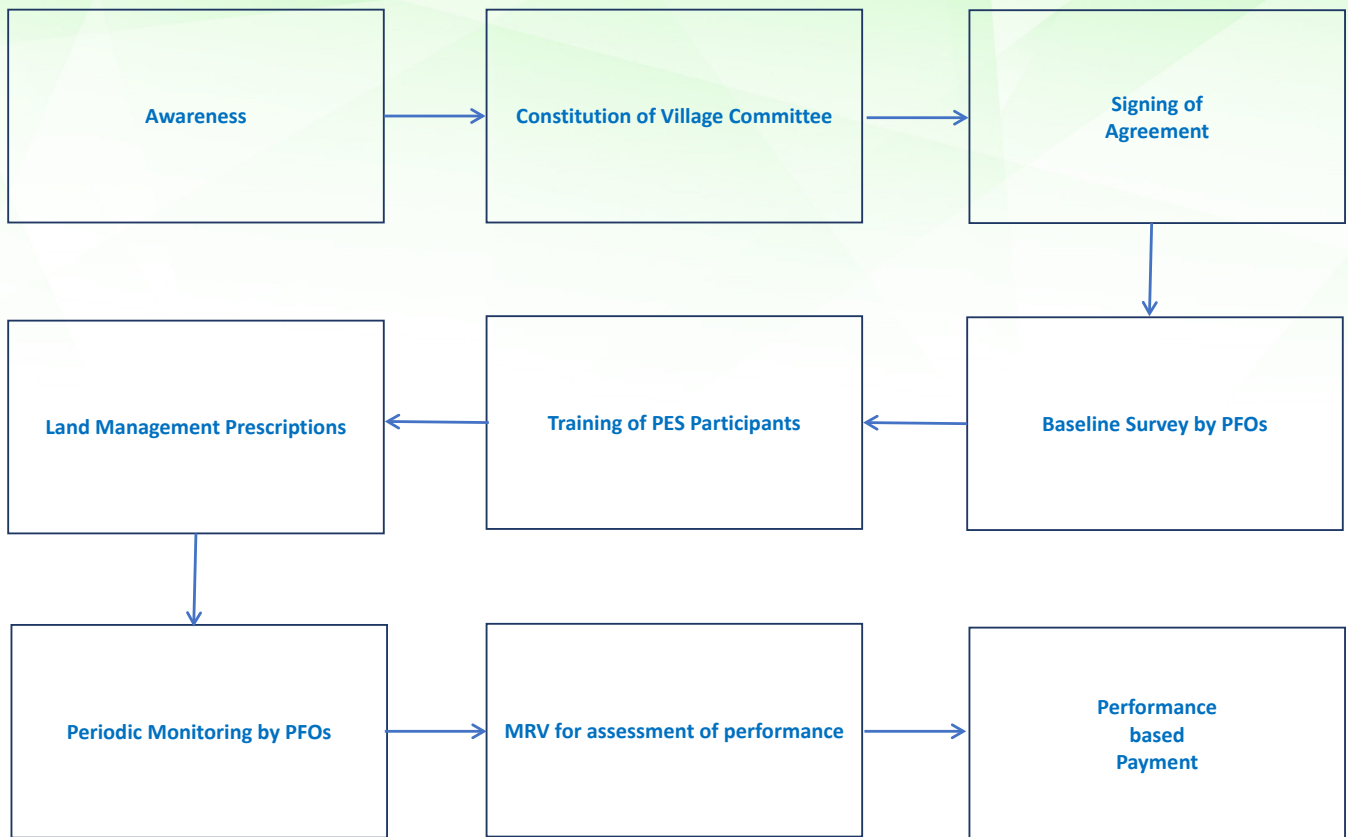 Awareness
Constitution of Village Committee
Signing of
Agreement
Land Management Prescriptions
Training of PES Participants
Baseline Survey by PFOs
Periodic Monitoring by PFOs
MRV for assessment of performance
Performance
based
Payment